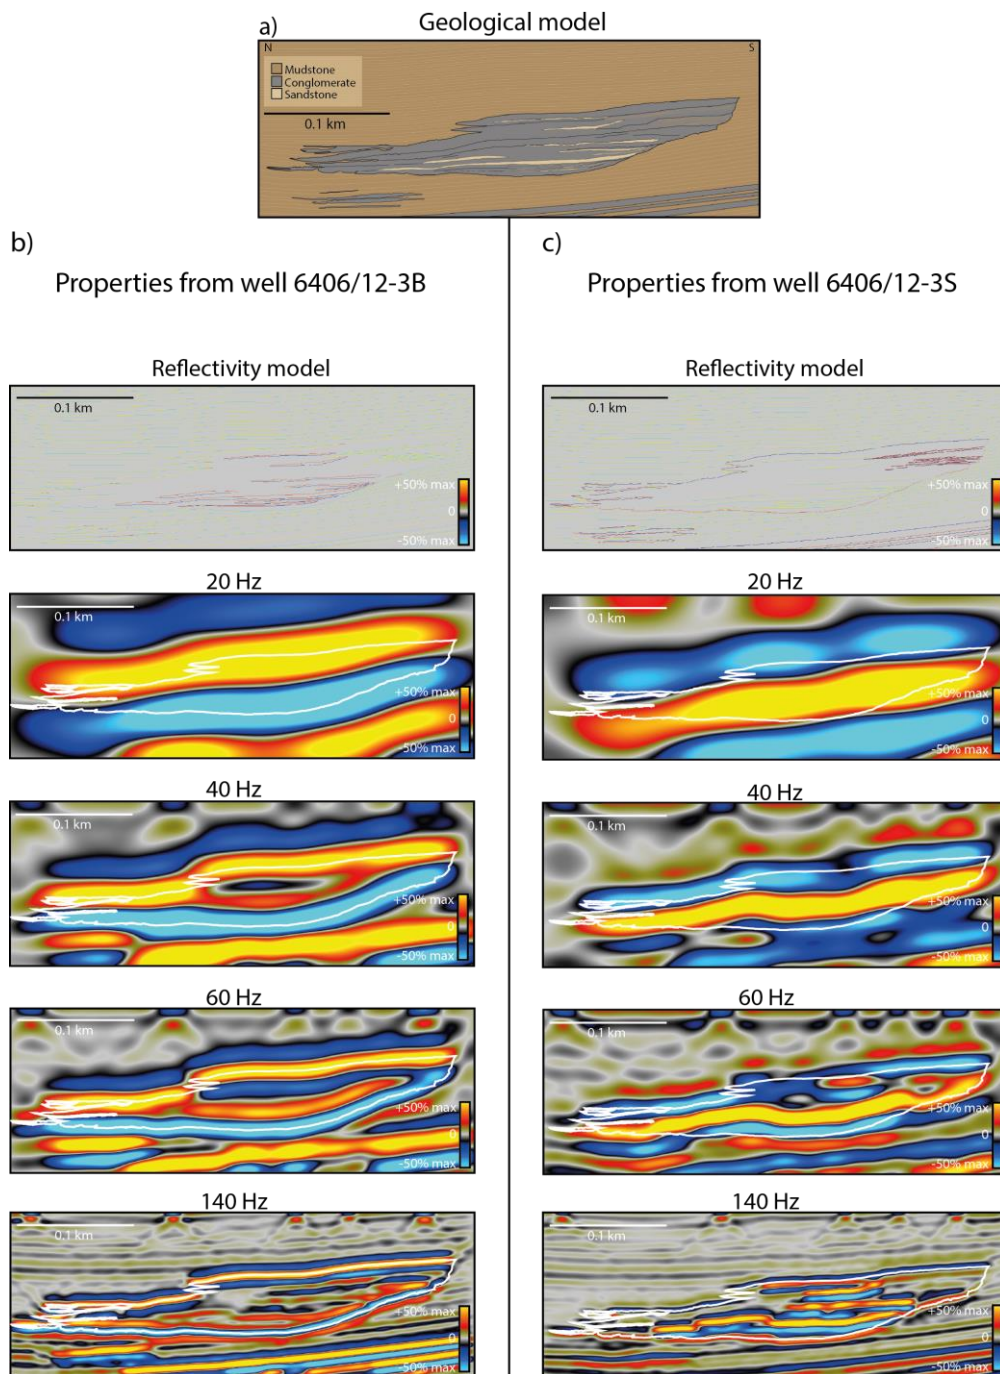 a)
Geological model
N
S
Mudstone
Conglomerate
Sandstone
0.1 km
b)
Properties from well 6406/12-3B
Reflectivity model
0.1 km
+50% max
0
-50% max
20 Hz
0.1 km
+50% max
0
-50% max
40 Hz
0.1 km
+50% max
0
-50% max
60 Hz
0.1 km
+50% max
0
-50% max
140 Hz
0.1 km
+50% max
0
-50% max
c)
Properties from well 6406/12-3S
Reflectivity model
0.1 km
+50% max
0
-50% max
20 Hz
0.1 km
+50% max
0
-50% max
40 Hz
0.1 km
+50% max
0
-50% max
60 Hz
0.1 km
+50% max
0
-50% max
140 Hz
0.1 km
+50% max
0
-50% max